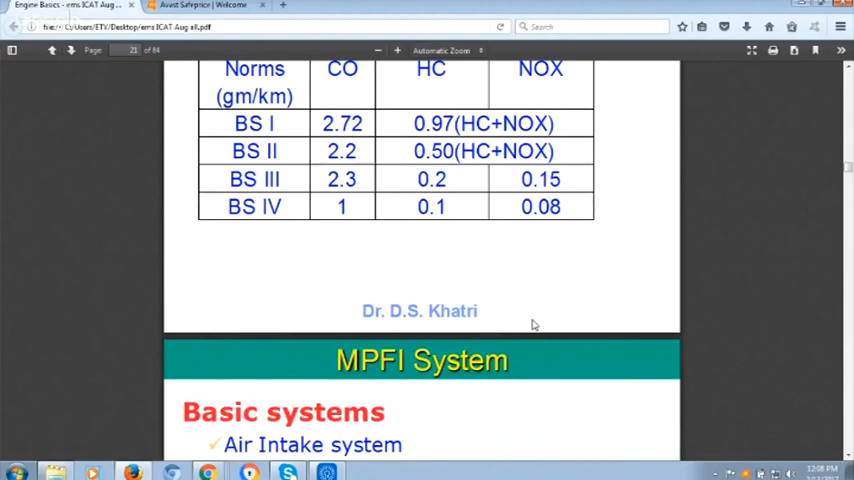 Engine Basics - ems ICAT Aug ...
Avast Safeprice | Welcome
file:///C:/Users/ETV/Desktop/ems ICAT Aug all.pdf
Search
Page:
21
of 84
Automatic Zoom
Norms CO HC NOX
(gm/km)
BS I 2.72 0.97(HC+NOX)
BS II 2.2 0.50(HC+NOX)
BS III 2.3 0.2 0.15
BS IV 1 0.1 0.08
Dr. D.S. Khatri
MPFI System
Basic systems
Air Intake system
12:08 PM